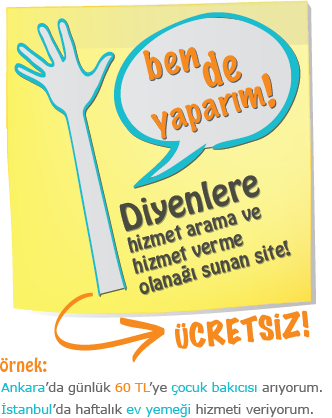 ben de
yaparım!
Diyenlere
hizmet arama ve
hizmet verme
olanağı sunan site!
ÜCRETSİZ!
örnek:
Ankara'da günlük 60 TL'ye çocuk bakıcısı arıyorum.
İstanbul'da haftalık ev yemeği hizmeti veriyorum.